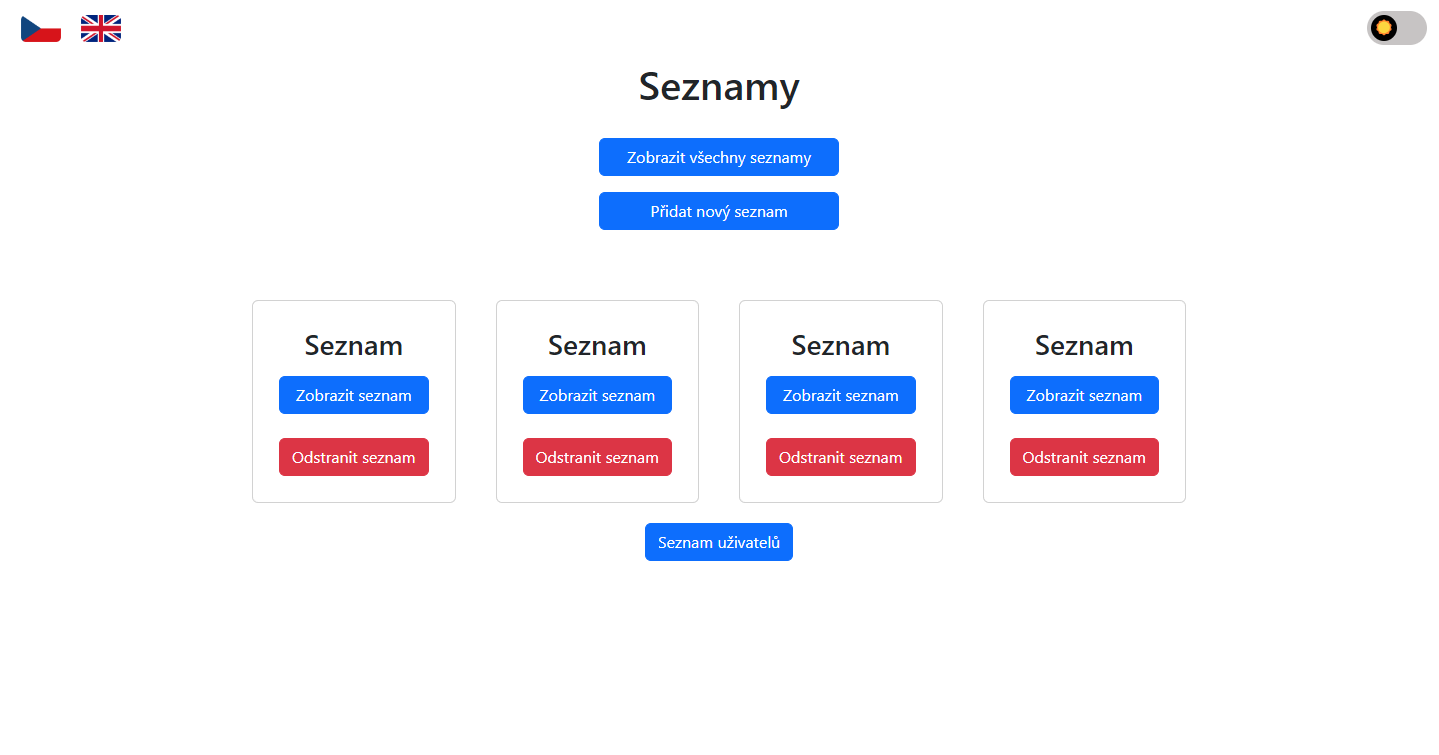 Seznamy
Zobrazit všechny seznamy
Přidat nový seznam
Seznam
Zobrazit seznam
Odstranit seznam
Seznam
Zobrazit seznam
Odstranit seznam
Seznam
Zobrazit seznam
Odstranit seznam
Seznam
Zobrazit seznam
Odstranit seznam
Seznam uživatelů